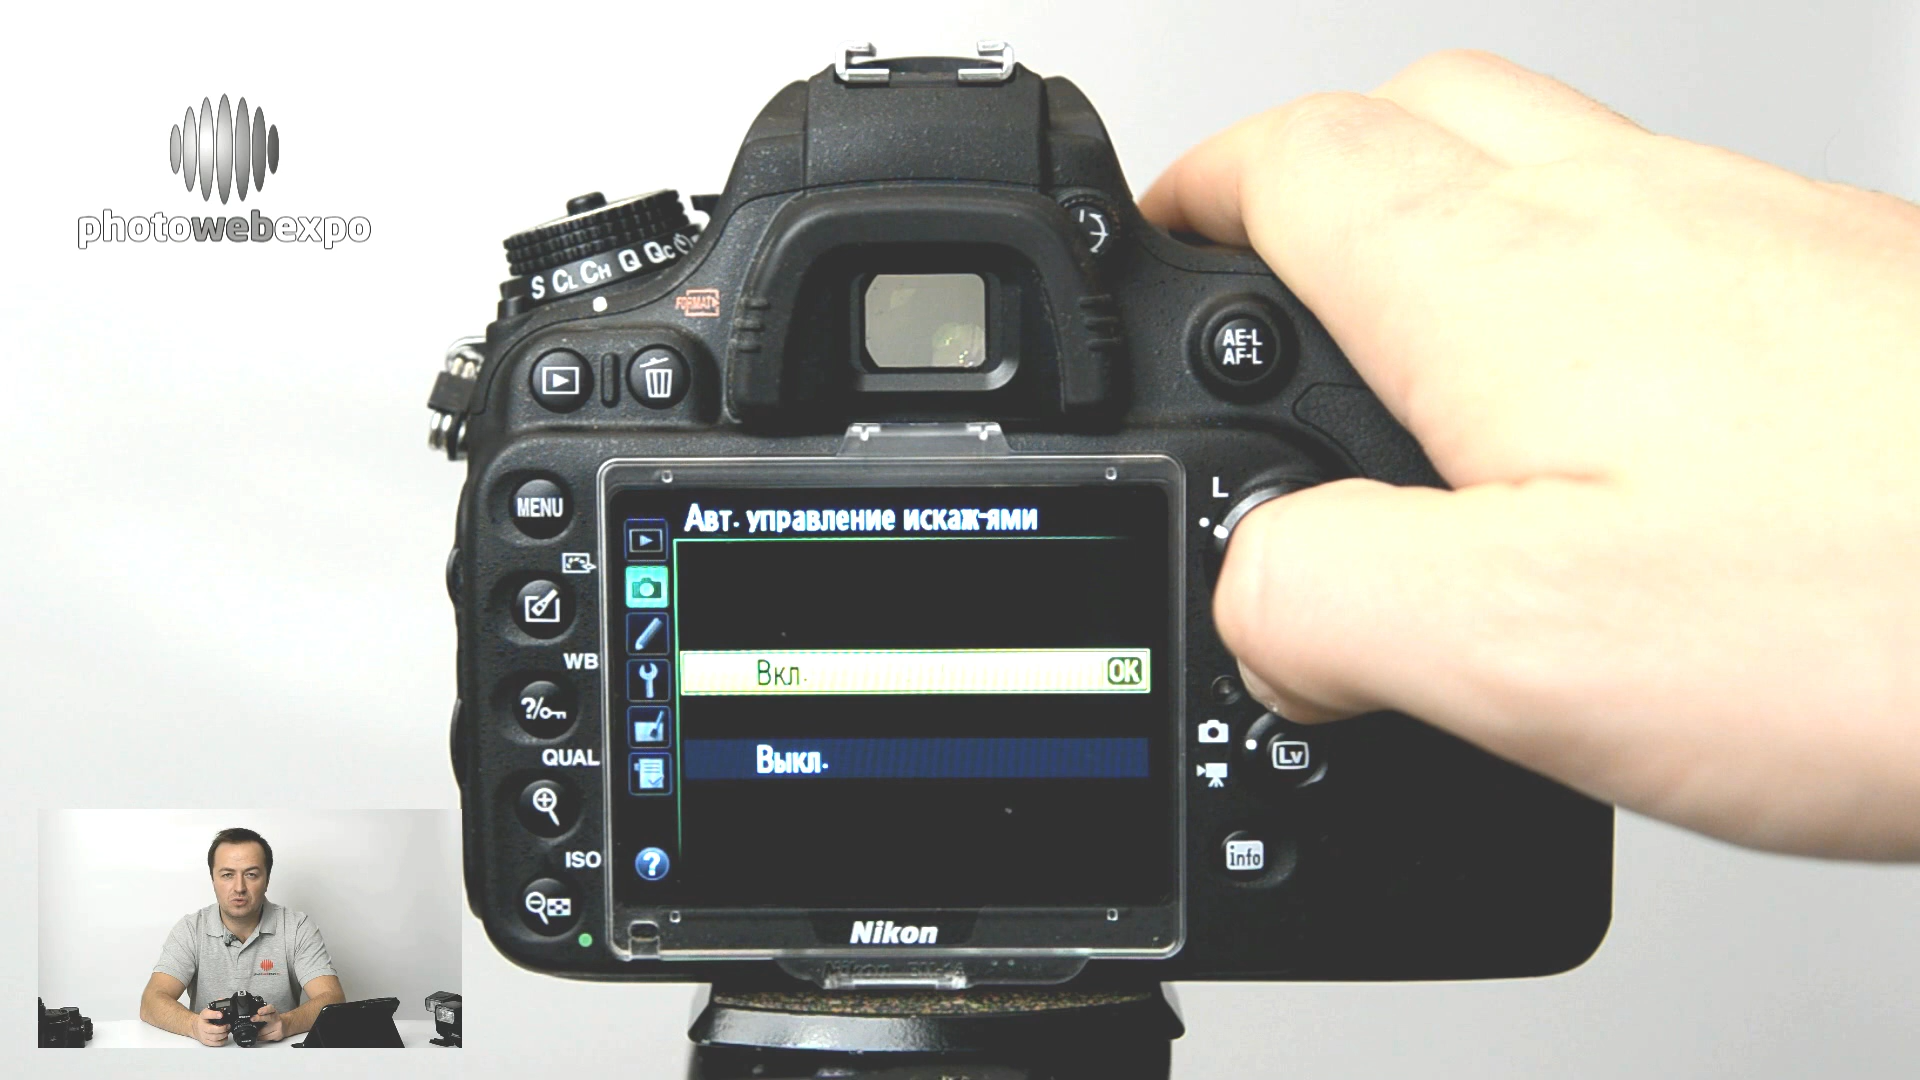 photowebexpo
S CL CH Q QC
FORMAT
AE-L
AF-L
MENU
L
Авт. управление искаж-ями
Вкл. OK
WB
?
QUAL
Выкл.
Lv
ISO
?
info
Nikon
Nikon